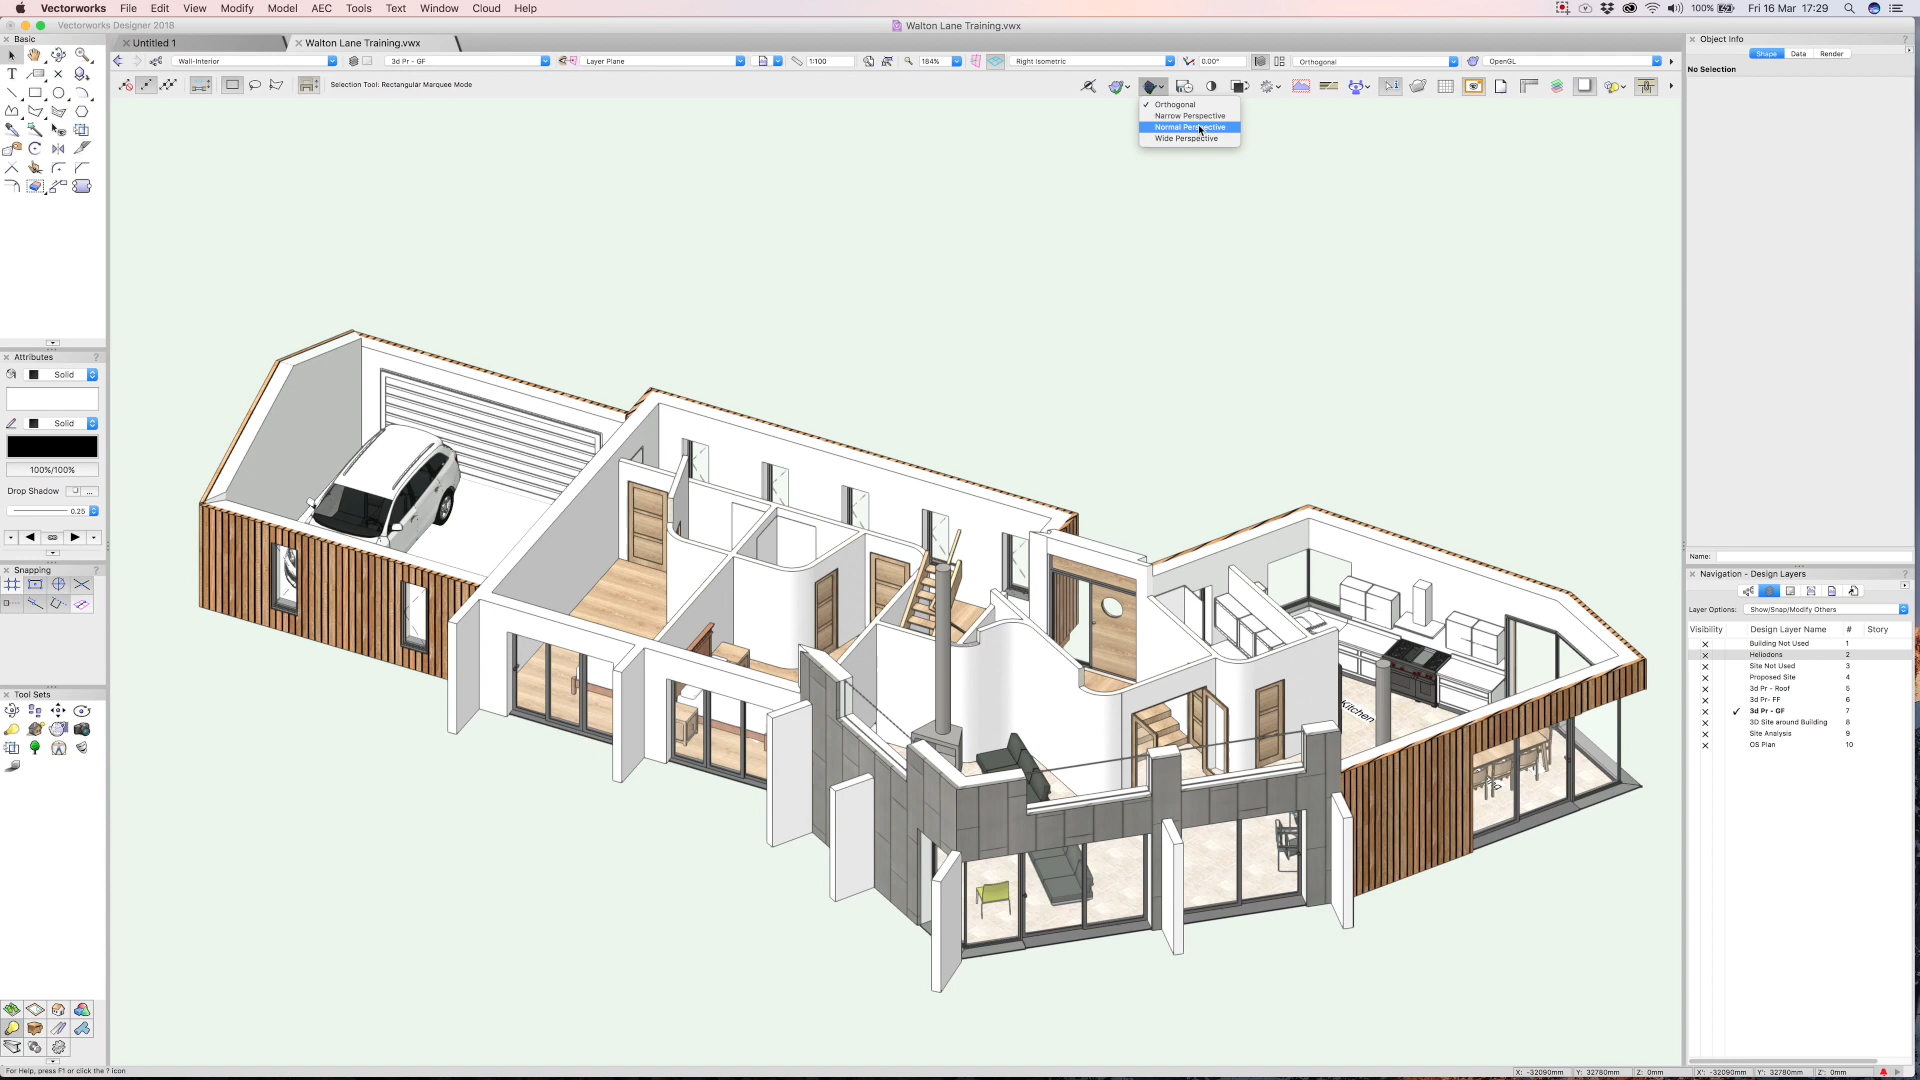 Vectorworks File Edit View Modify Model AEC Tools Text Window Cloud Help 100% Fri 16 Mar 17:29
Vectorworks Designer 2018 Walton Lane Training.vwx
Basic
Untitled 1 Walton Lane Training.vwx
Object Info
Wall-Interior 3d Pr - GF Layer Plane 1:100 184% Right Isometric 0.00° Orthogonal OpenGL
Shape Data Render
No Selection
Selection Tool: Rectangular Marquee Mode
Orthogonal
Narrow Perspective
Normal Perspective
Wide Perspective
Attributes
Solid
Solid
100%/100%
Drop Shadow ...
0.25
Snapping
Tool Sets
Kitchen
Name:
Navigation - Design Layers
Layer Options: Show/Snap/Modify Others
Visibility Design Layer Name # Story
Building Not Used 1
Heliodons 2
Site Not Used 3
Proposed Site 4
3d Pr - Roof 5
3d Pr- FF 6
3d Pr - GF 7
3D Site around Building 8
Site Analysis 9
OS Plan 10
For Help, press F1 or click the ? icon
X: -32090mm Y: 32780mm Z: 0mm X': -32090mm Y': 32780mm Z': 0mm